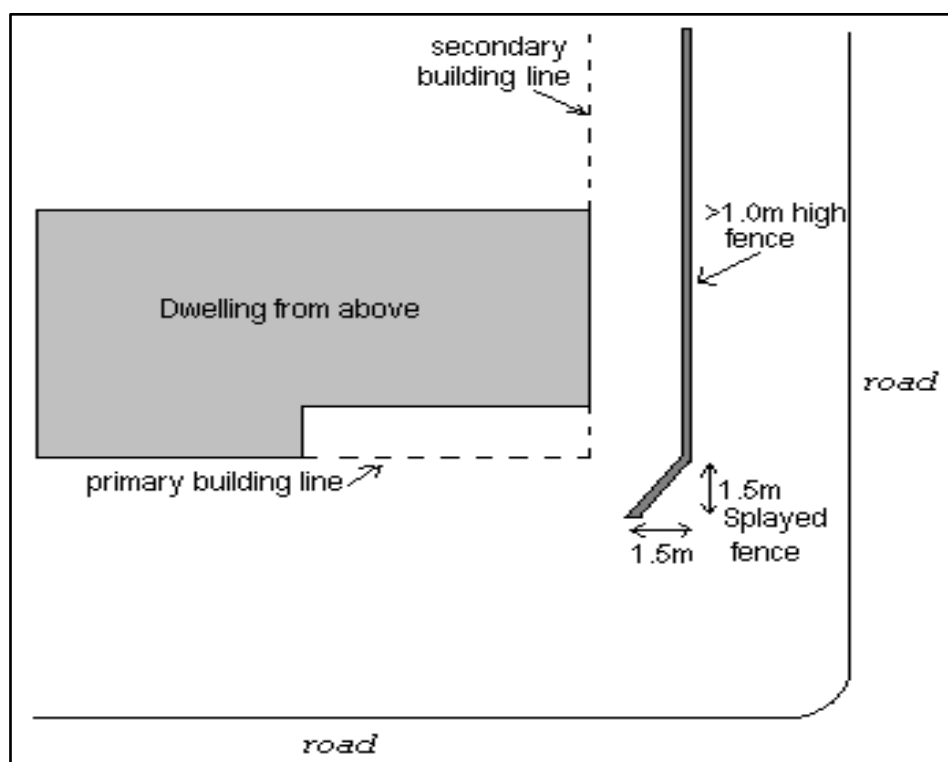 secondary
building line
>1.0m high
fence
Dwelling from above
road
primary building line
1.5m
Splayed
fence
1.5m
road